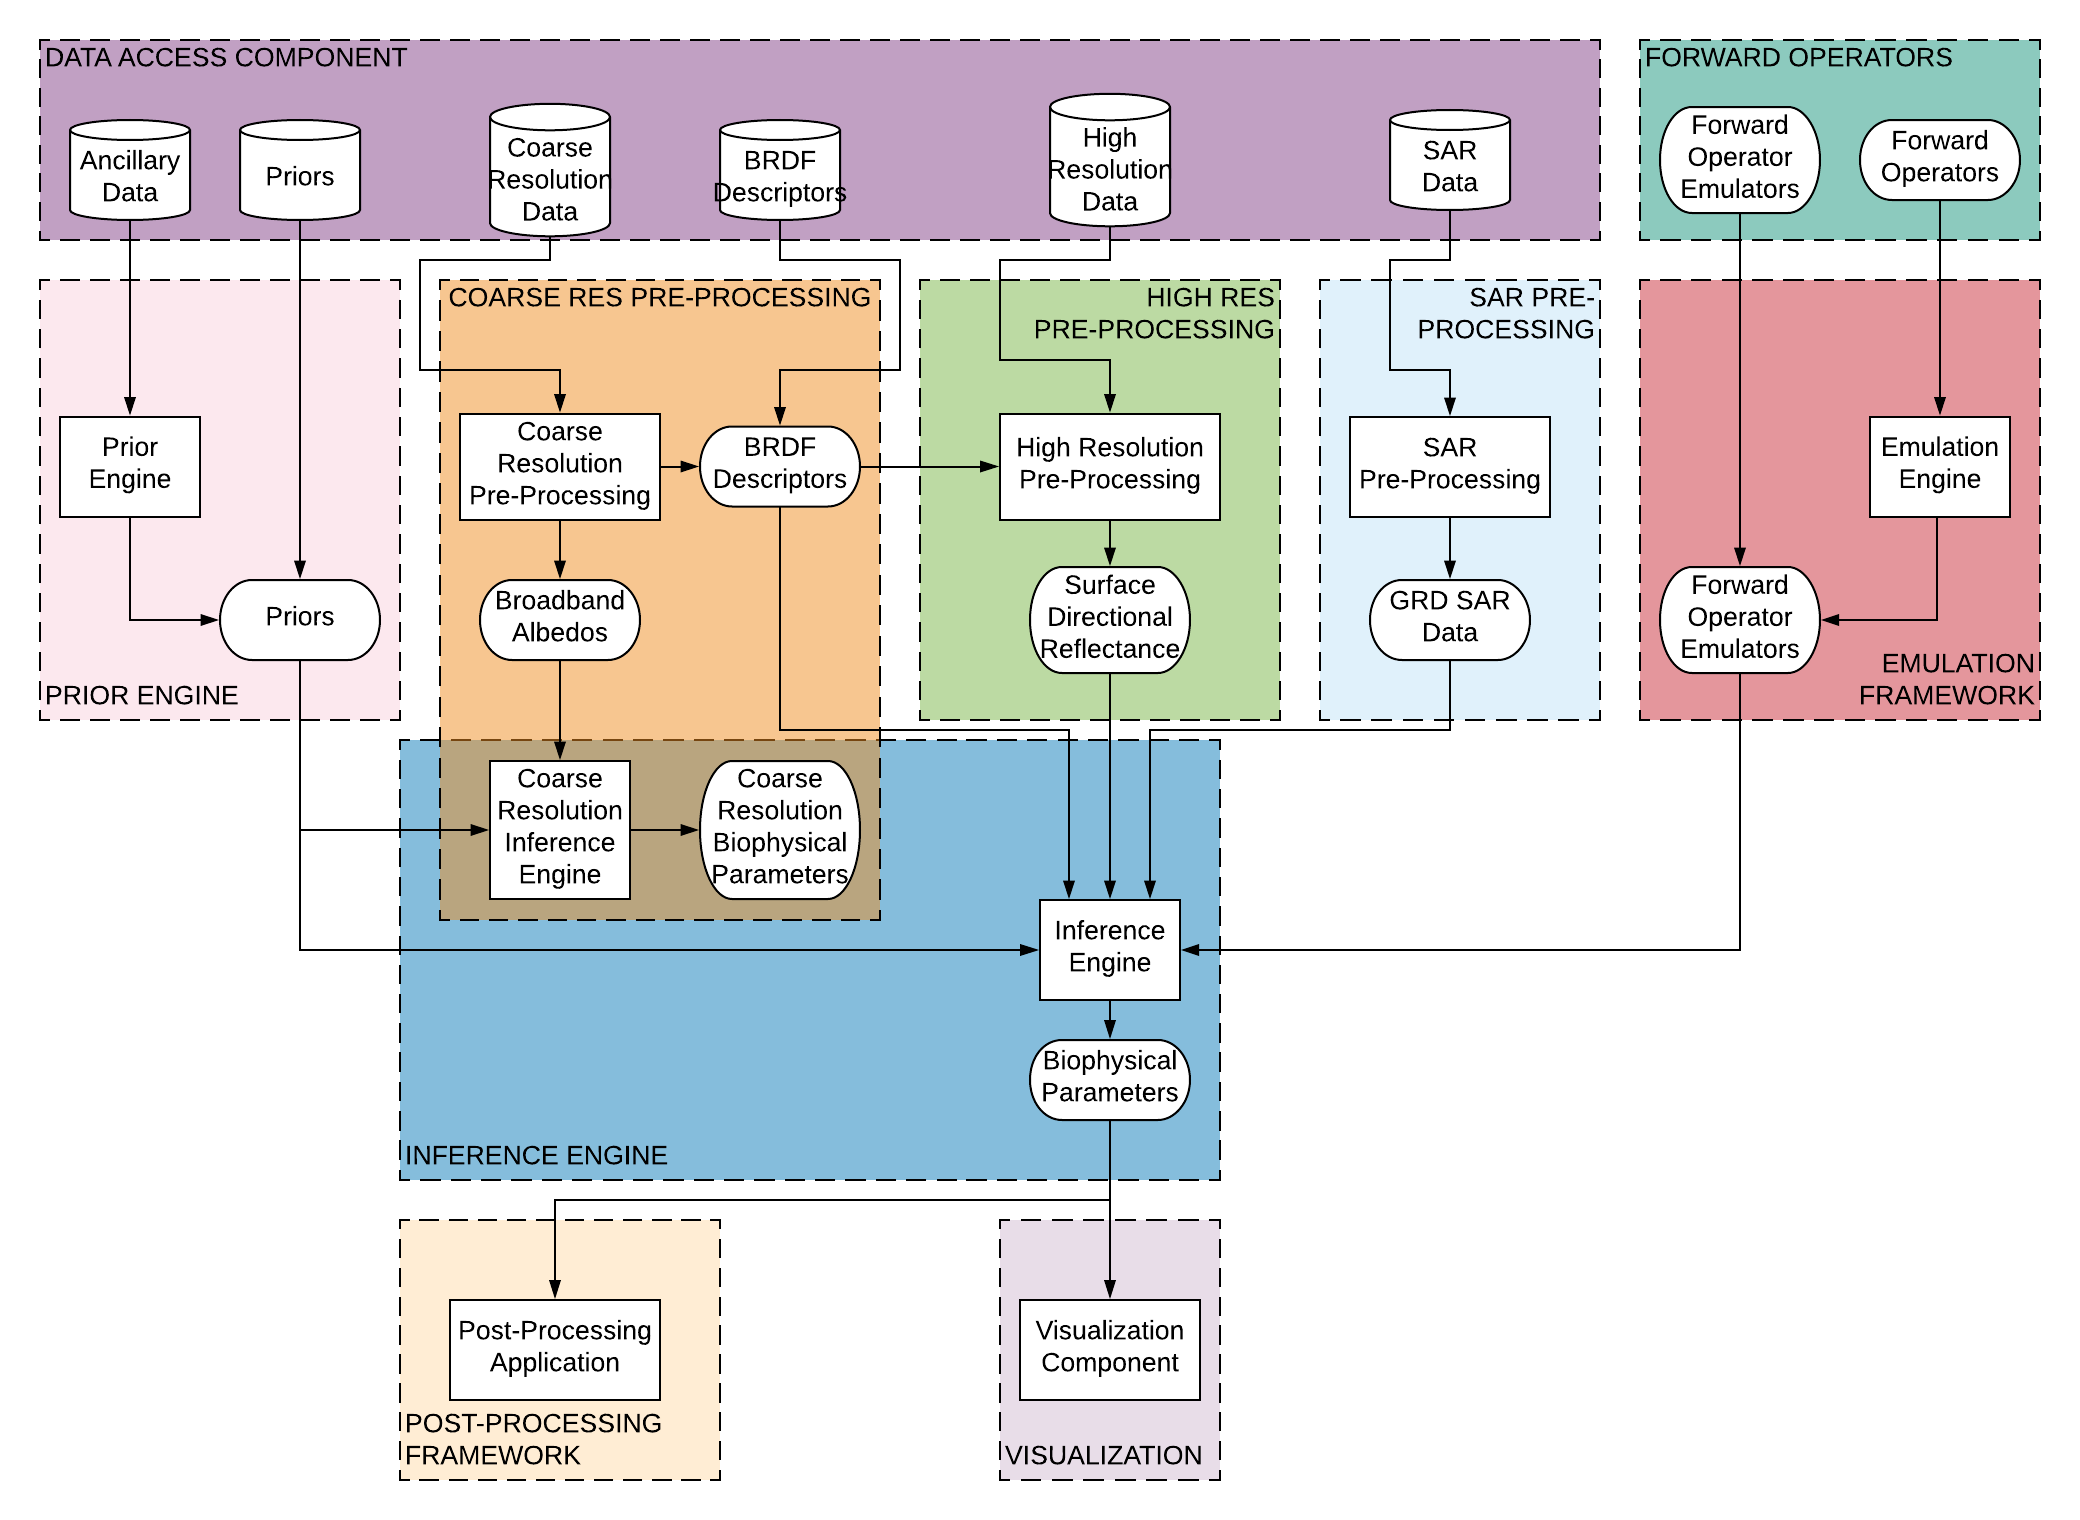 DATA ACCESS COMPONENT
FORWARD OPERATORS
Ancillary
Data
Priors
Coarse
Resolution
Data
BRDF
Descriptors
High
Resolution
Data
SAR
Data
Forward
Operator
Emulators
Forward
Operators
COARSE RES PRE-PROCESSING
HIGH RES
PRE-PROCESSING
SAR PRE-
PROCESSING
Prior
Engine
Coarse
Resolution
Pre-Processing
BRDF
Descriptors
High Resolution
Pre-Processing
SAR
Pre-Processing
Emulation
Engine
Priors
Broadband
Albedos
Surface
Directional
Reflectance
GRD SAR
Data
Forward
Operator
Emulators
PRIOR ENGINE
EMULATION
FRAMEWORK
Coarse
Resolution
Inference
Engine
Coarse
Resolution
Biophysical
Parameters
Inference
Engine
Biophysical
Parameters
INFERENCE ENGINE
Post-Processing
Application
Visualization
Component
POST-PROCESSING
FRAMEWORK
VISUALIZATION